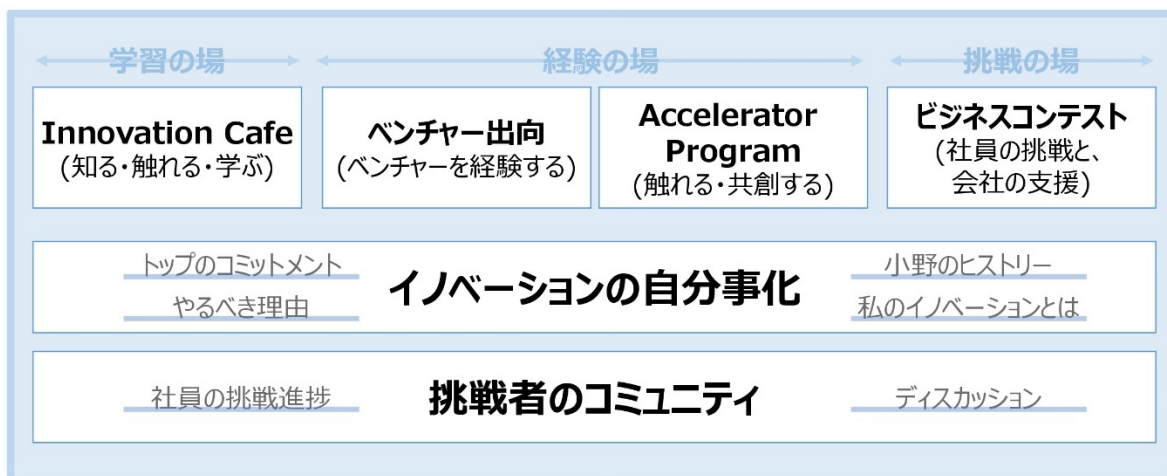 学習の場
経験の場
挑戦の場
Innovation Cafe
(知る・触れる・学ぶ)
ベンチャー出向
(ベンチャーを経験する)
Accelerator
Program
(触れる・共創する)
ビジネスコンテスト
(社員の挑戦と、
会社の支援)
トップのコミットメント
やるべき理由
イノベーションの自分事化
小野のヒストリー
私のイノベーションとは
社員の挑戦進捗
挑戦者のコミュニティ
ディスカッション